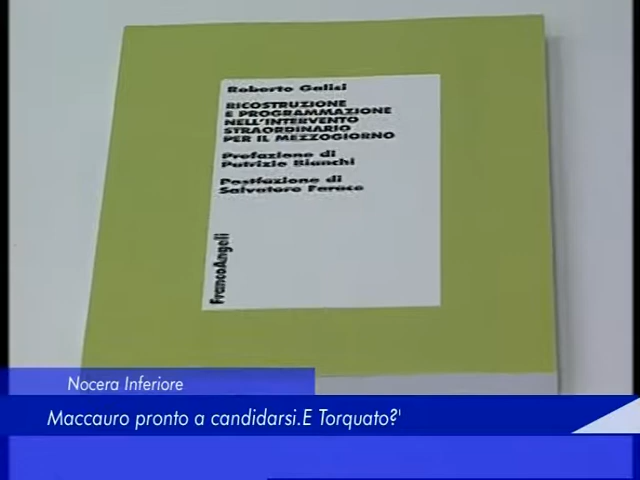 Roberto Galisi
RICOSTRUZIONE
E PROGRAMMAZIONE
NELL'INTERVENTO
STRAORDINARIO
PER IL MEZZOGIORNO
Prefazione di
Patrizio Bianchi
Postfazione di
Salvatore Feraco
FrancoAngeli
Nocera Inferiore
Maccauro pronto a candidarsi.E Torquato?'